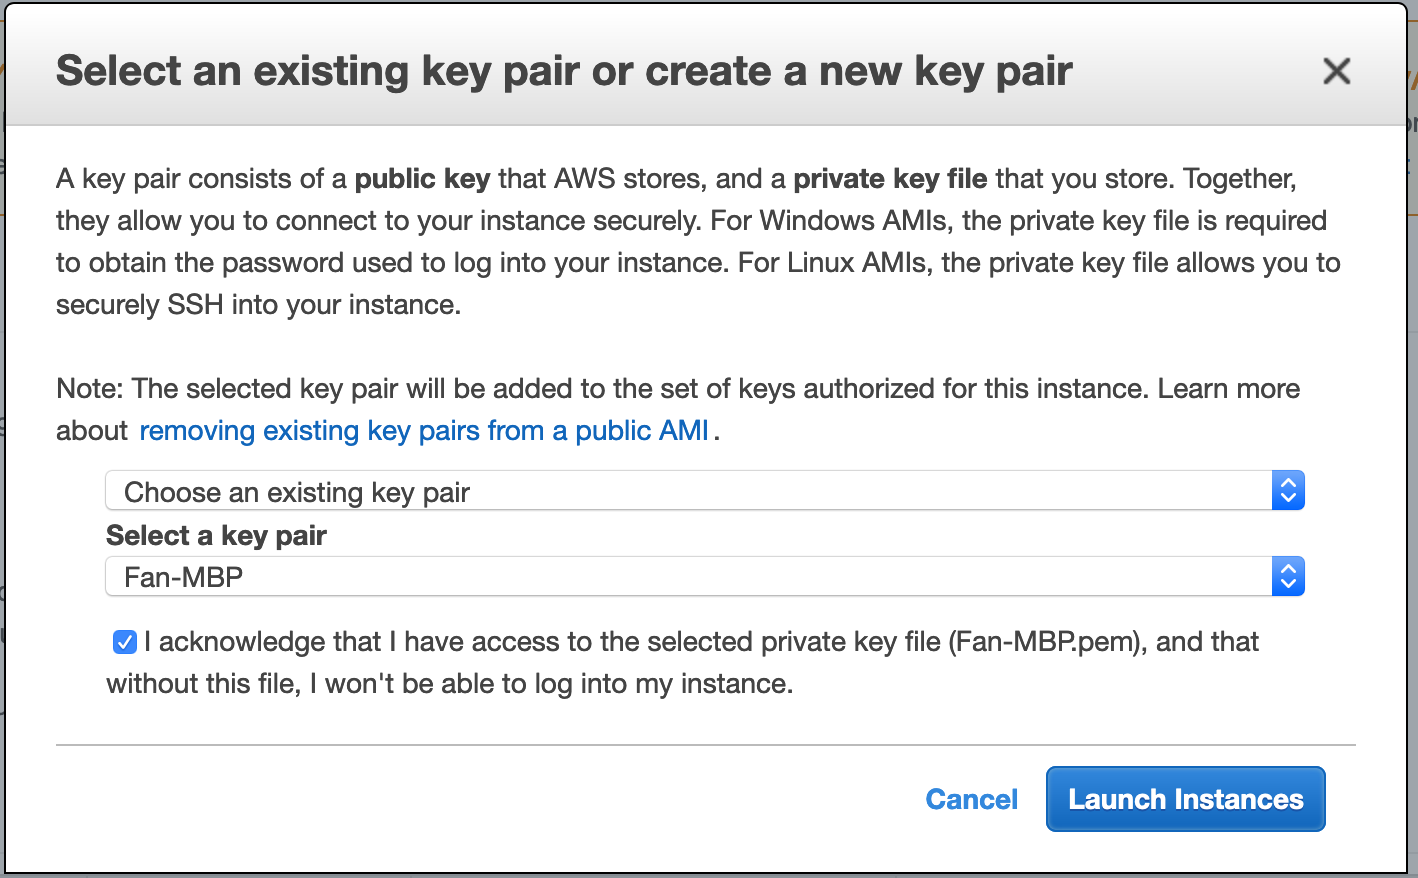 Select an existing key pair or create a new key pair
A key pair consists of a public key that AWS stores, and a private key file that you store. Together,
they allow you to connect to your instance securely. For Windows AMIs, the private key file is required
to obtain the password used to log into your instance. For Linux AMIs, the private key file allows you to
securely SSH into your instance.
Note: The selected key pair will be added to the set of keys authorized for this instance. Learn more
about removing existing key pairs from a public AMI .
Choose an existing key pair
Select a key pair
Fan-MBP
I acknowledge that I have access to the selected private key file (Fan-MBP.pem), and that
without this file, I won't be able to log into my instance.
Cancel
Launch Instances